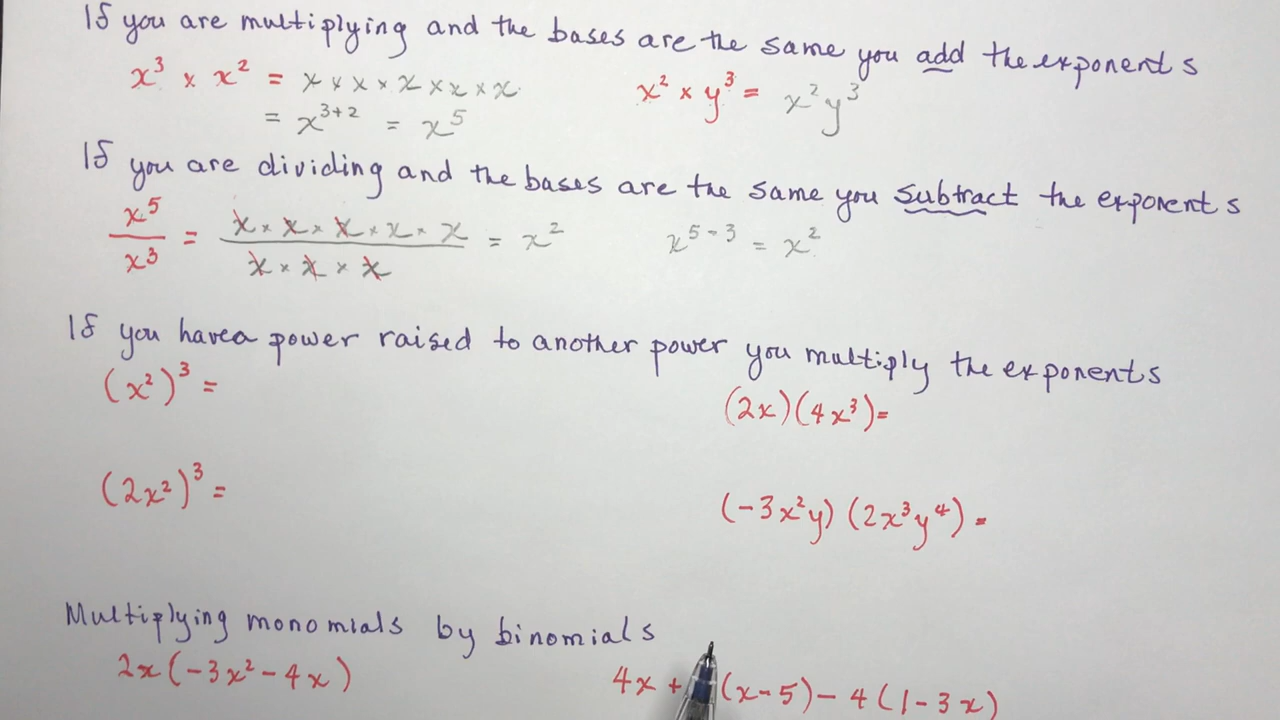 If you are multiplying and the bases are the same you add the exponents
x³ × x² = x × x × x × x × x   x² × y³ = x²y³
= x³⁺² = x⁵
If you are dividing and the bases are the same you subtract the exponents
x⁵/x³ = x × x × x × x × x / x × x × x = x²   x⁵⁻³ = x²
If you have a power raised to another power you multiply the exponents
(x²)³ =   (2x)(4x³)=
(2x²)³ =   (-3x²y)(2x³y⁴) =
Multiplying monomials by binomials
2x(-3x²-4x)   4x + (x-5) - 4(1-3x)